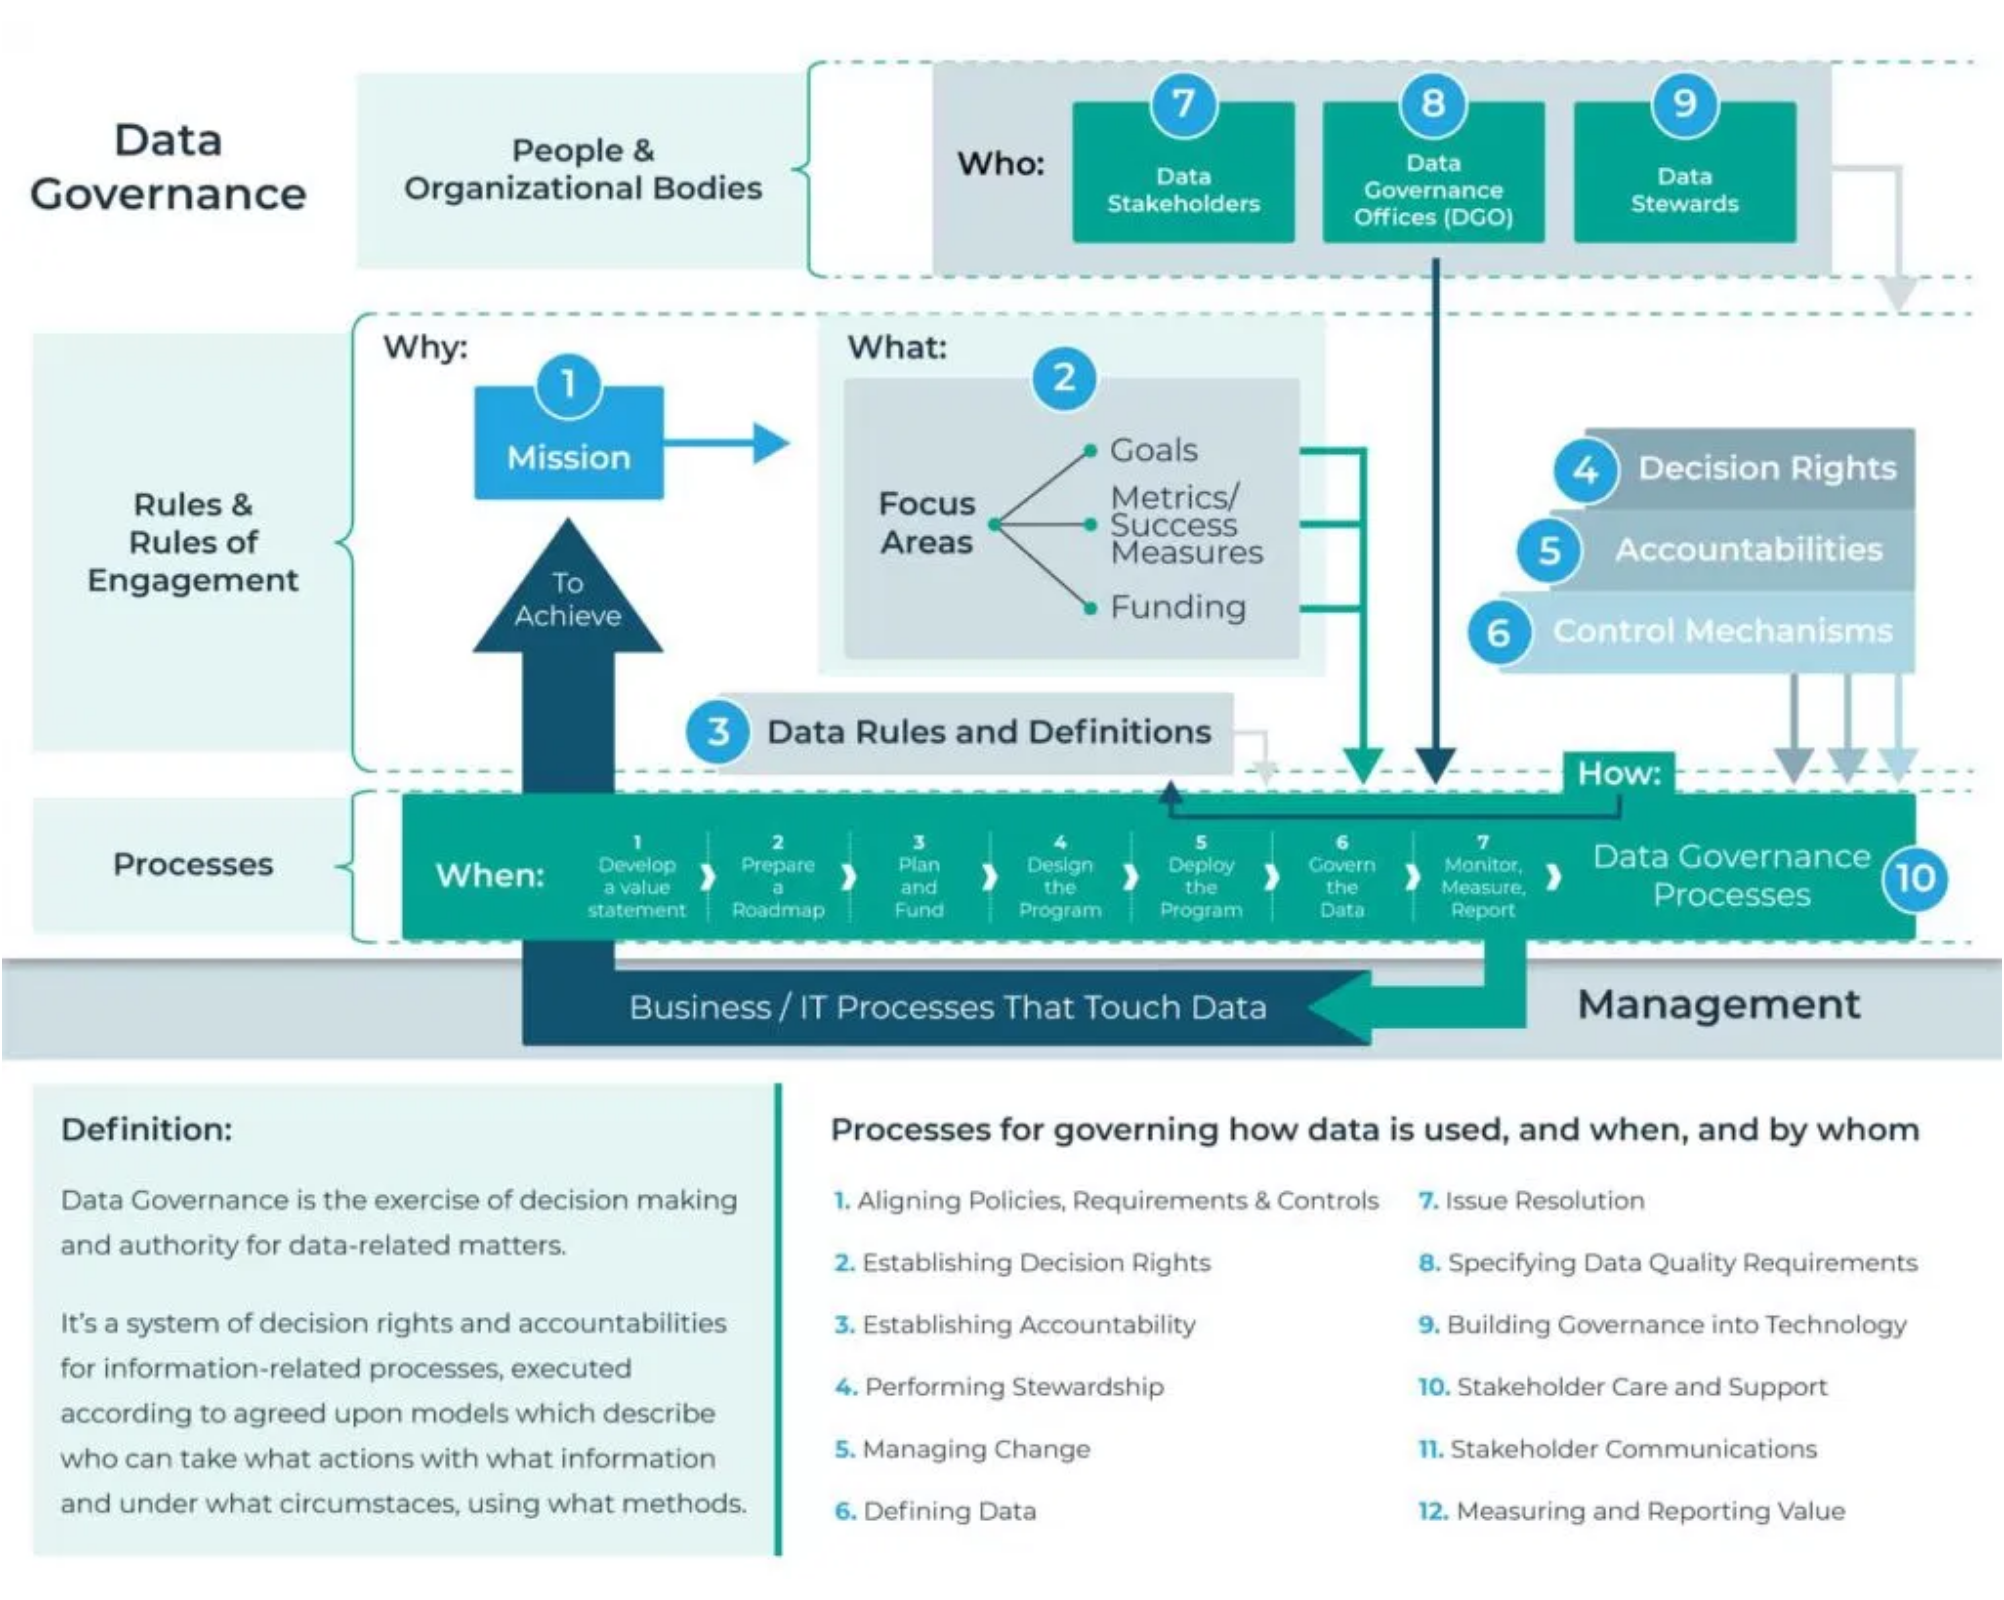 Data
Governance
People &
Organizational Bodies
Who:
7
Data
Stakeholders
8
Data
Governance
Offices (DGO)
9
Data
Stewards
Rules &
Rules of
Engagement
Why:
1
Mission
To
Achieve
What:
2
Focus
Areas
Goals
Metrics/
Success
Measures
Funding
3 Data Rules and Definitions
4 Decision Rights
5 Accountabilities
6 Control Mechanisms
Processes
When:
1
Develop
a value
statement
2
Prepare
a
Roadmap
3
Plan
and
Fund
4
Design
the
Program
5
Deploy
the
Program
6
Govern
the
Data
7
Monitor,
Measure,
Report
How:
Data Governance
Processes
10
Business / IT Processes That Touch Data
Management
Definition:
Data Governance is the exercise of decision making
and authority for data-related matters.
It's a system of decision rights and accountabilities
for information-related processes, executed
according to agreed upon models which describe
who can take what actions with what information
and under what circumstaces, using what methods.
Processes for governing how data is used, and when, and by whom
1. Aligning Policies, Requirements & Controls
2. Establishing Decision Rights
3. Establishing Accountability
4. Performing Stewardship
5. Managing Change
6. Defining Data
7. Issue Resolution
8. Specifying Data Quality Requirements
9. Building Governance into Technology
10. Stakeholder Care and Support
11. Stakeholder Communications
12. Measuring and Reporting Value